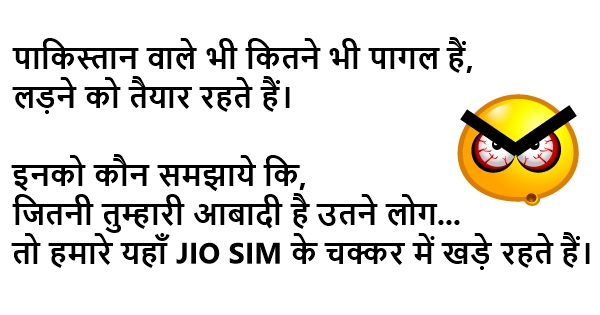 पाकिस्तान वाले भी कितने भी पागल हैं,
लड़ने को तैयार रहते हैं।
इनको कौन समझाये कि,
जितनी तुम्हारी आबादी है उतने लोग...
तो हमारे यहाँ JIO SIM के चक्कर में खड़े रहते हैं।